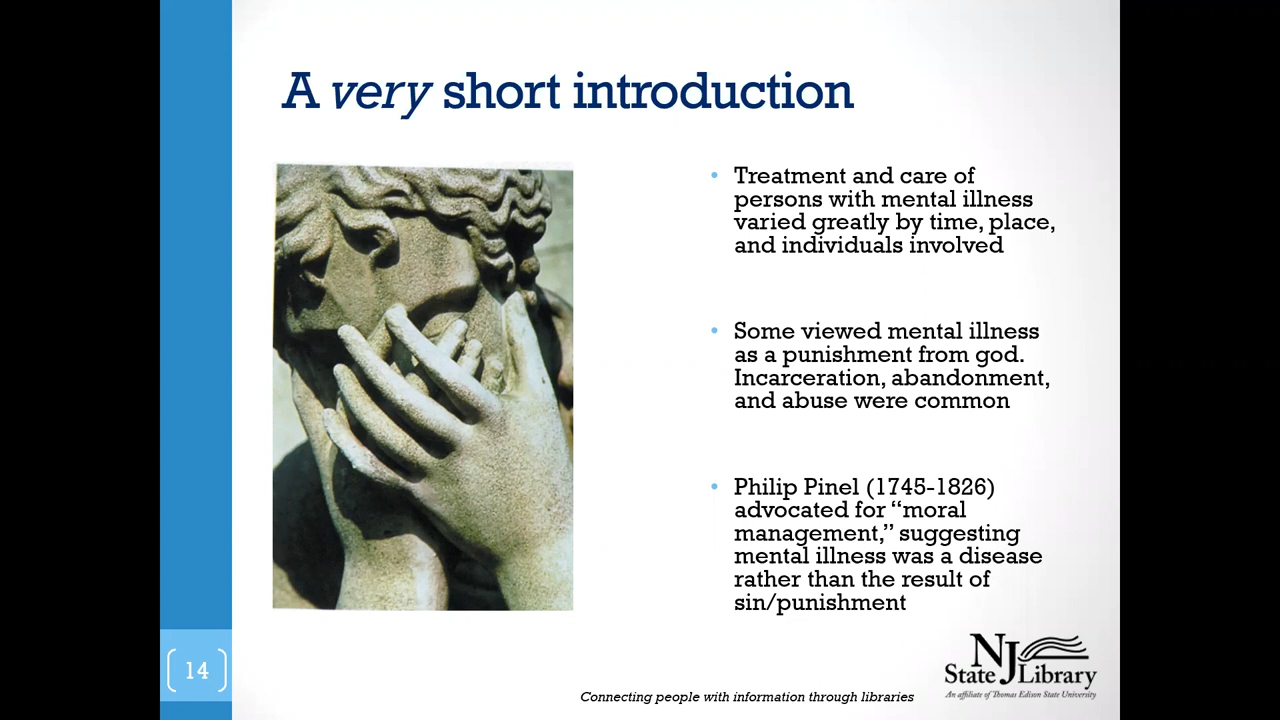 A very short introduction
Treatment and care of
persons with mental illness
varied greatly by time, place,
and individuals involved
Some viewed mental illness
as a punishment from god.
Incarceration, abandonment,
and abuse were common
Philip Pinel (1745-1826)
advocated for “moral
management,” suggesting
mental illness was a disease
rather than the result of
sin/punishment
14
Connecting people with information through libraries
NJ
State Library
An affiliate of Thomas Edison State University